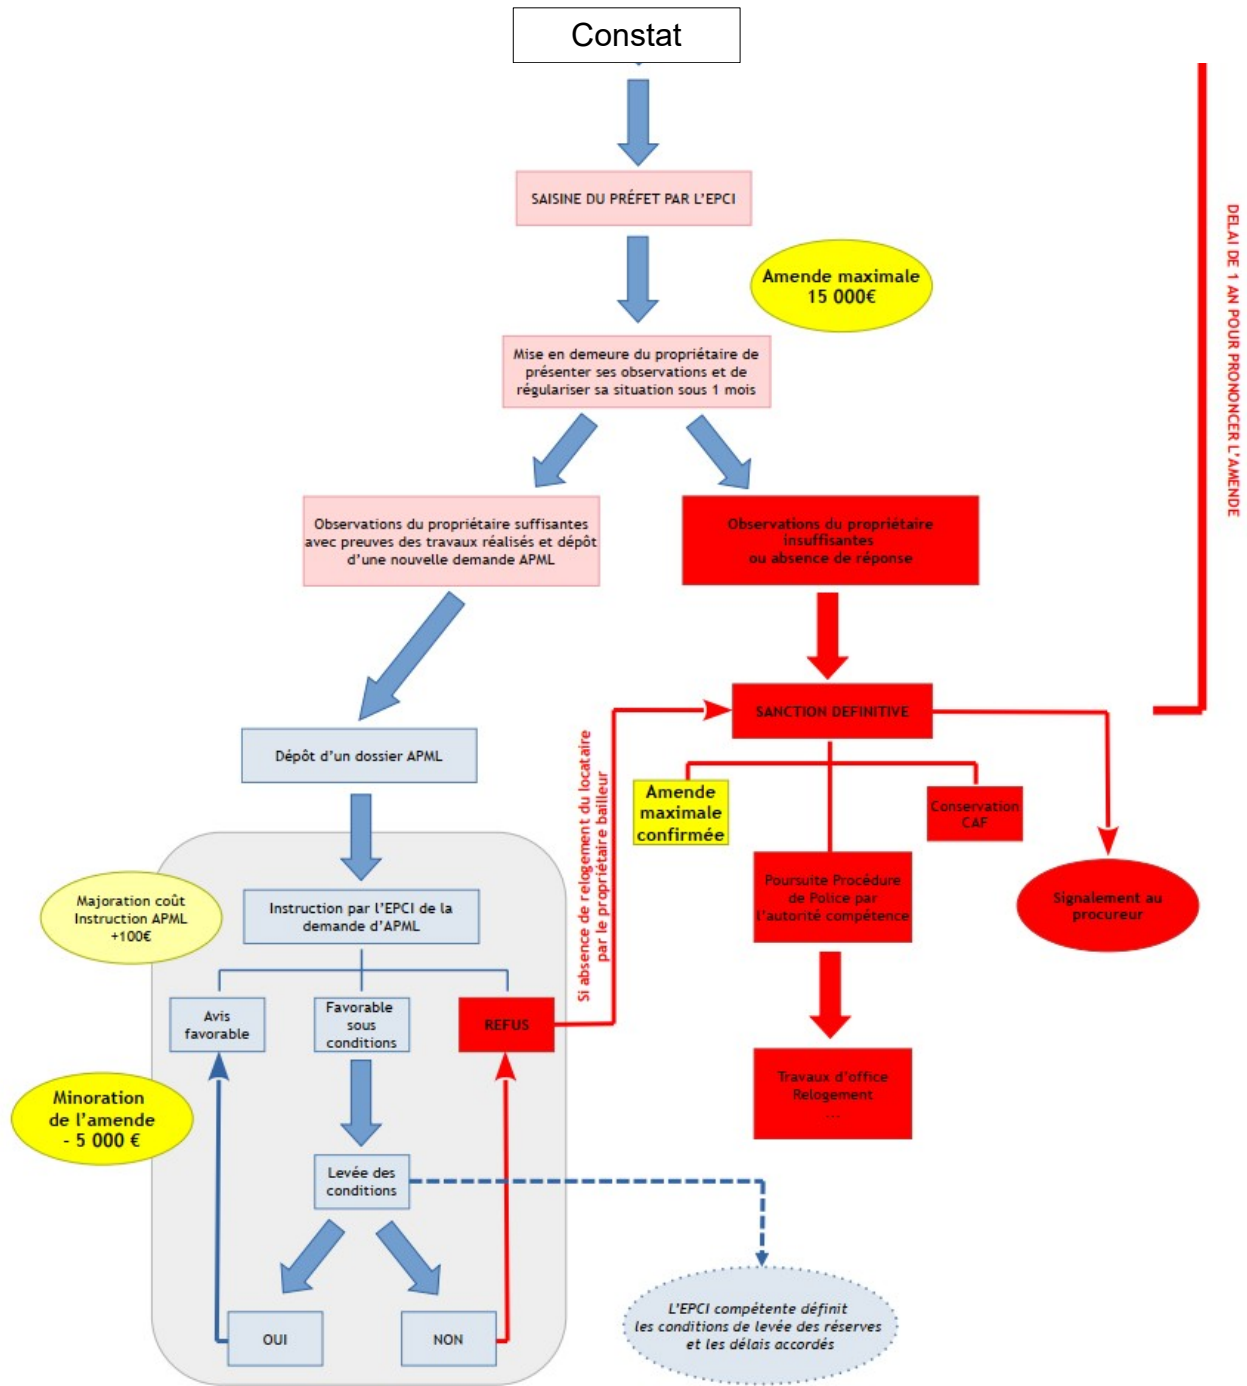 Constat
SAISINE DU PRÉFET PAR L'EPCI
Amende maximale
15 000€
DELAI DE 1 AN POUR PRONONCER L'AMENDE
Mise en demeure du propriétaire de
présenter ses observations et de
régulariser sa situation sous 1 mois
Observations du propriétaire suffisantes
avec preuves des travaux réalisés et dépôt
d'une nouvelle demande APML
Observations du propriétaire
insuffisantes
ou absence de réponse
SANCTION DEFINITIVE
Dépôt d'un dossier APML
Si absence de relogement du locataire
par le propriétaire bailleur
Amende
maximale
confirmée
Conservation
CAF
Poursuite Procédure
de Police par
l'autorité compétence
Signalement au
procureur
Majoration coût
Instruction APML
+100€
Instruction par l'EPCI de la
demande d'APML
Avis
favorable
Favorable
sous
conditions
REFUS
Travaux d'office
Relogement
...
Minoration
de l'amende
- 5 000 €
Levée des
conditions
OUI
NON
L'EPCI compétente définit
les conditions de levée des réserves
et les délais accordés